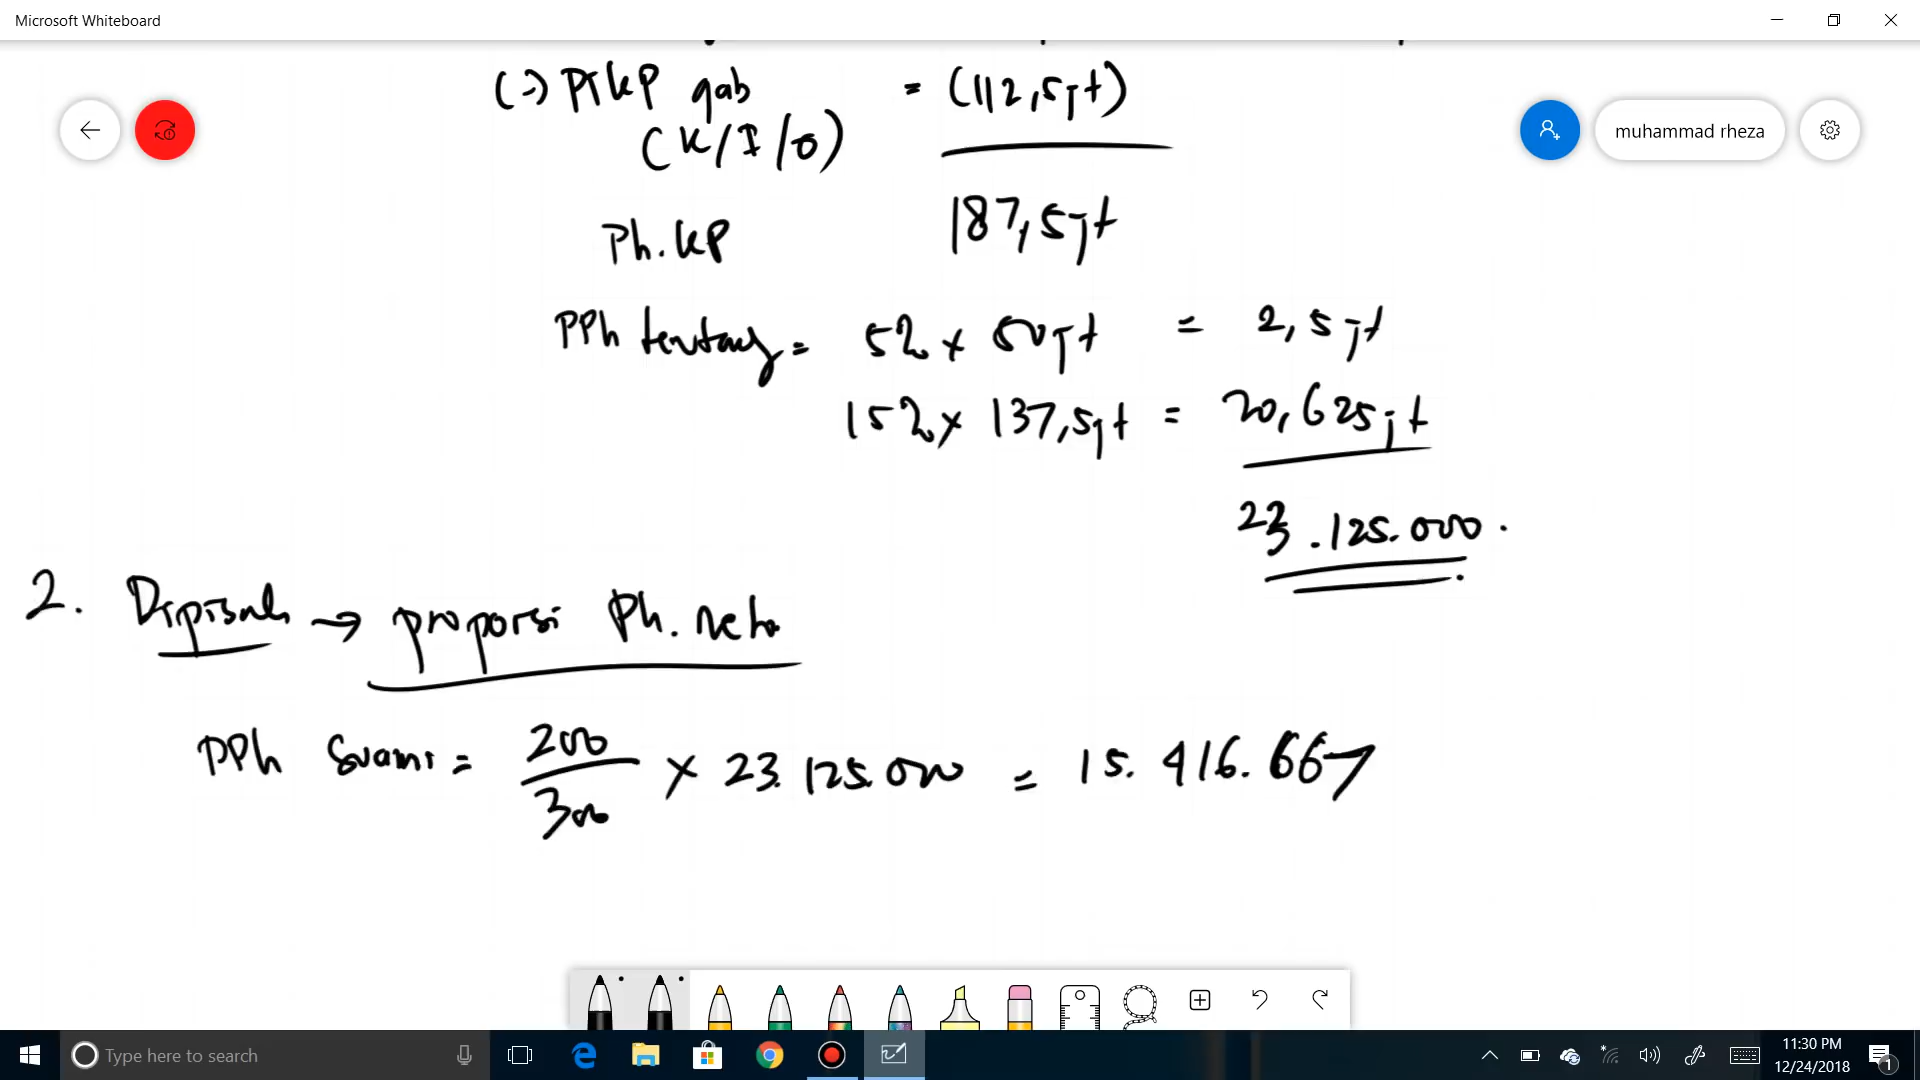 Microsoft Whiteboard
(-) PTKP gab = (112,5jt)
(K/I/0)
muhammad rheza
Ph.KP 187,5jt
PPh terutang = 5% x 50jt = 2,5jt
15% x 137,5jt = 20,625jt
23.125.000.
2. Dipisah → proporsi Ph. neto
PPh Suami = 200/300 x 23.125.000 = 15.416.667
Type here to search
11:30 PM
12/24/2018
1